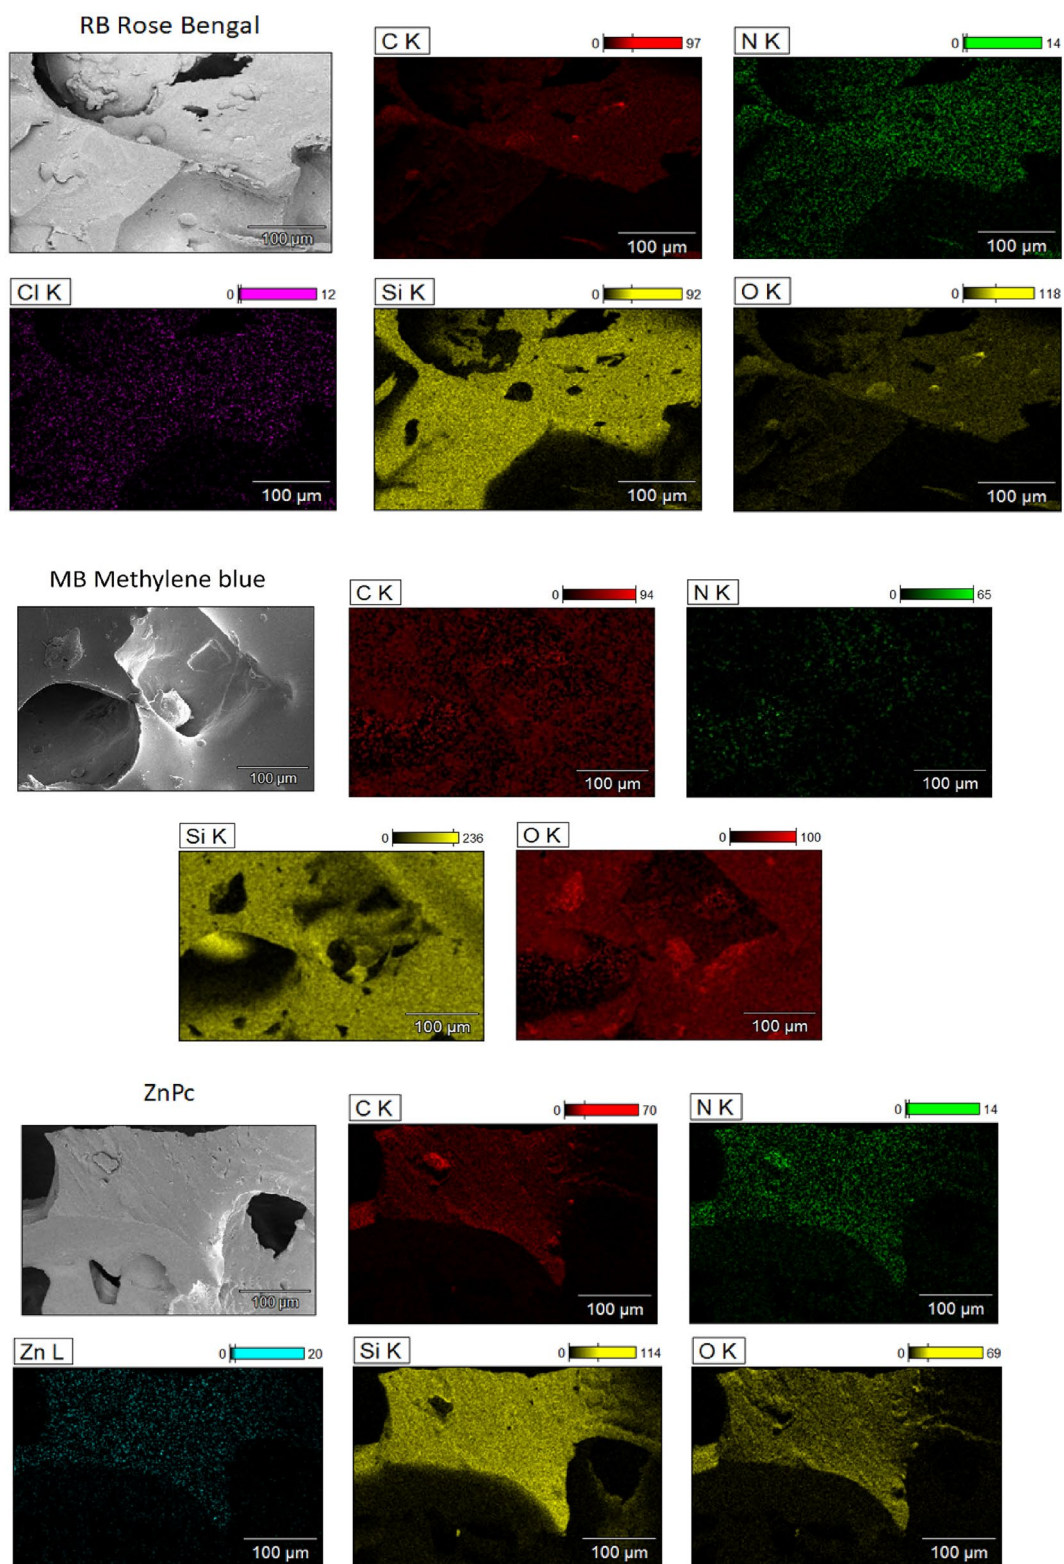 RB Rose Bengal
C K 0 97
N K 0 14
100 µm
100 µm
100 µm
Cl K 0 12
Si K 0 92
O K 0 118
100 µm
100 µm
100 µm
MB Methylene blue
C K 0 94
N K 0 65
100 µm
100 µm
100 µm
Si K 0 236
O K 0 100
100 µm
100 µm
ZnPc
C K 0 70
N K 0 14
100 µm
100 µm
100 µm
Zn L 0 20
Si K 0 114
O K 0 69
100 µm
100 µm
100 µm